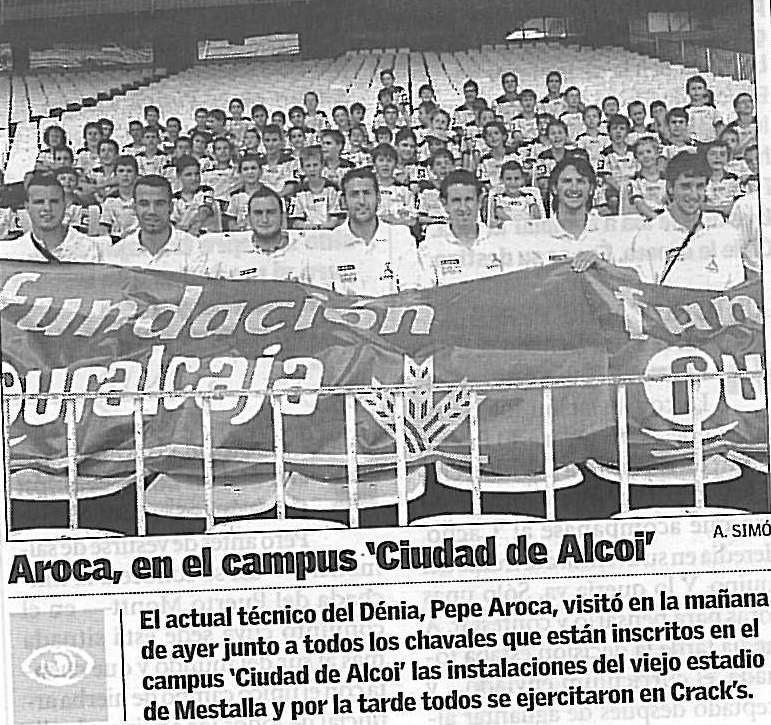 fundación
ruralcaja
fun
ru
A. SIMÓ
Aroca, en el campus ‘Ciudad de Alcoi’
El actual técnico del Dénia, Pepe Aroca, visitó en la mañana
de ayer junto a todos los chavales que están inscritos en el
campus ‘Ciudad de Alcoi’ las instalaciones del viejo estadio
de Mestalla y por la tarde todos se ejercitaron en Crack’s.